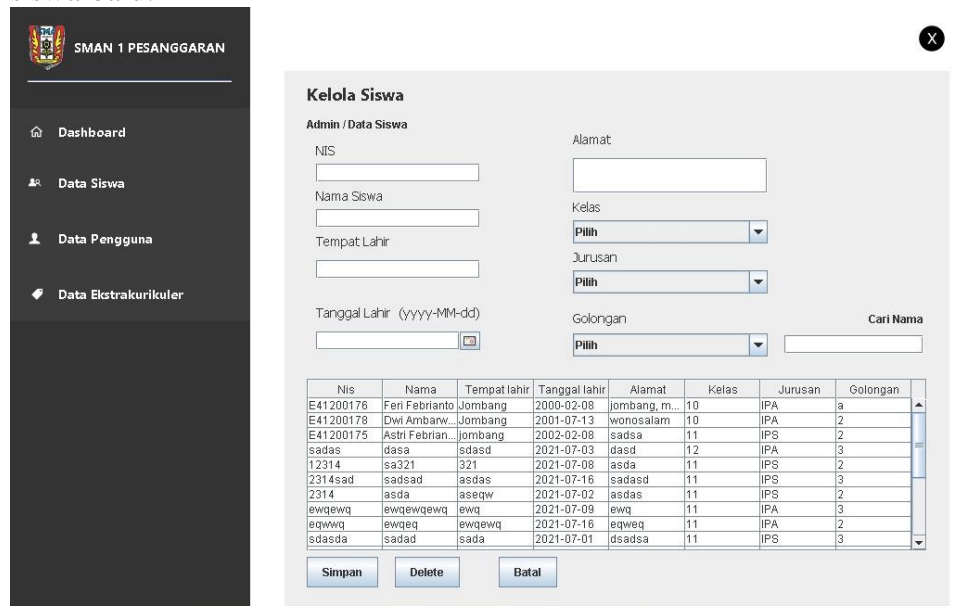 SMAN 1 PESANGGARAN
X
Dashboard
Data Siswa
Data Pengguna
Data Ekstrakurikuler
Kelola Siswa
Admin / Data Siswa
NIS
Nama Siswa
Tempat Lahir
Tanggal Lahir (yyyy-MM-dd)
Alamat
Kelas
Pilih
Jurusan
Pilih
Golongan
Pilih
Cari Nama
Nis Nama Tempat lahir Tanggal lahir Alamat Kelas Jurusan Golongan
E41200176 Feri Febrianto Jombang 2000-02-08 jombang, m... 10 IPA a
E41200178 Dwi Ambarw... Jombang 2001-07-13 wonosalam 10 IPA 2
E41200175 Astri Febrian... jombang 2002-02-08 sadsa 11 IPS 2
sadas dasa sdasd 2021-07-03 dasd 12 IPA 3
12314 sa321 321 2021-07-08 asda 11 IPS 2
2314sad sadsad asdas 2021-07-16 sadasd 11 IPS 3
2314 asda aseqw 2021-07-02 asdas 11 IPS 2
ewqewq ewqewqewq ewq 2021-07-09 ewq 11 IPA 3
eqwwq ewqeq ewqewq 2021-07-16 eqweq 11 IPA 2
sdasda sadad sada 2021-07-01 dsadsa 11 IPS 3
Simpan Delete Batal